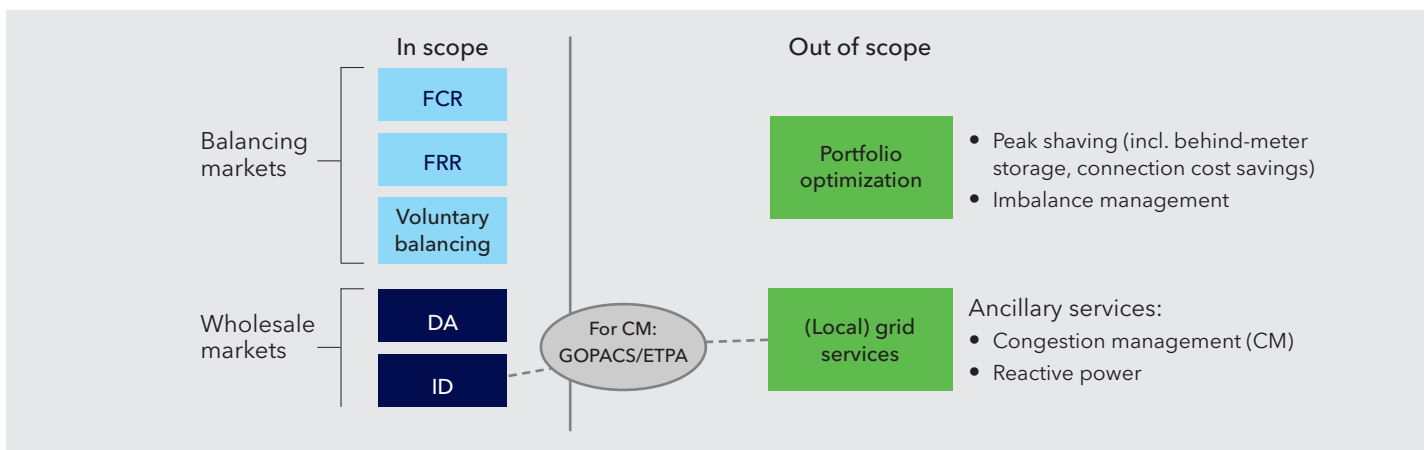 In scope
Out of scope
Balancing
markets
FCR
FRR
Voluntary
balancing
Portfolio
optimization
• Peak shaving (incl. behind-meter
storage, connection cost savings)
• Imbalance management
Wholesale
markets
DA
ID
For CM:
GOPACS/ETPA
(Local) grid
services
Ancillary services:
• Congestion management (CM)
• Reactive power